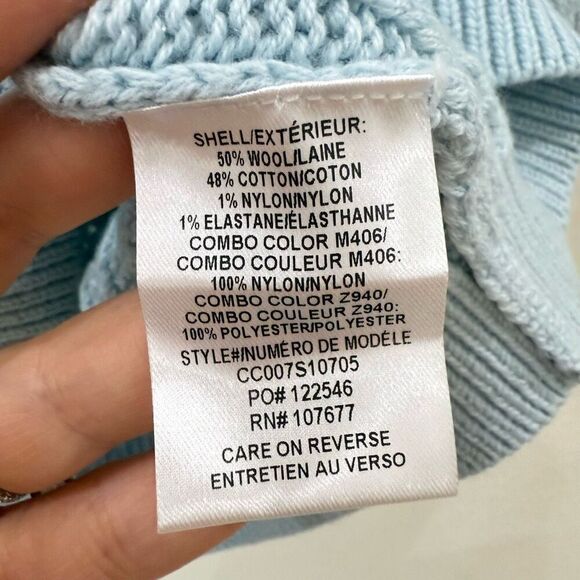 SHELL/EXTÉRIEUR:
50% WOOL/LAINE
48% COTTON/COTON
1% NYLON/NYLON
1% ELASTANE/ÉLASTHANNE
COMBO COLOR M406/
COMBO COULEUR M406:
100% NYLON/NYLON
COMBO COLOR Z940/
COMBO COULEUR Z940:
100% POLYESTER/POLYESTER
STYLE#/NUMÉRO DE MODÉLE
CC007S10705
PO# 122546
RN# 107677
CARE ON REVERSE
ENTRETIEN AU VERSO